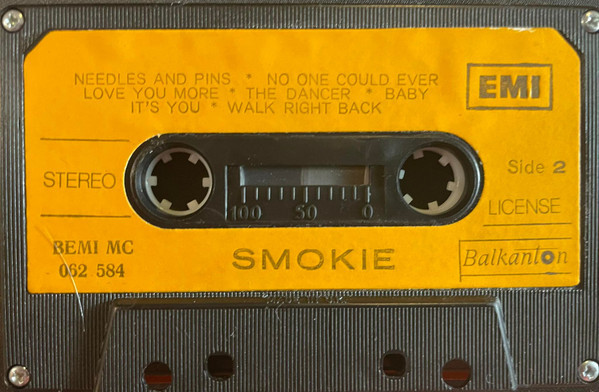 NEEDLES AND PINS * NO ONE COULD EVER
LOVE YOU MORE * THE DANCER * BABY
IT'S YOU * WALK RIGHT BACK
EMI
STEREO
100 50 0
Side 2
LICENSE
BEMI MC
062 584
SMOKIE
Balkanton